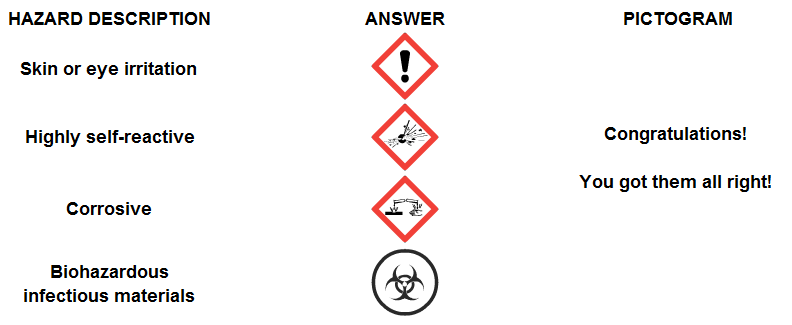 HAZARD DESCRIPTION
ANSWER
PICTOGRAM
Skin or eye irritation
Highly self-reactive
Congratulations!
You got them all right!
Corrosive
Biohazardous
infectious materials